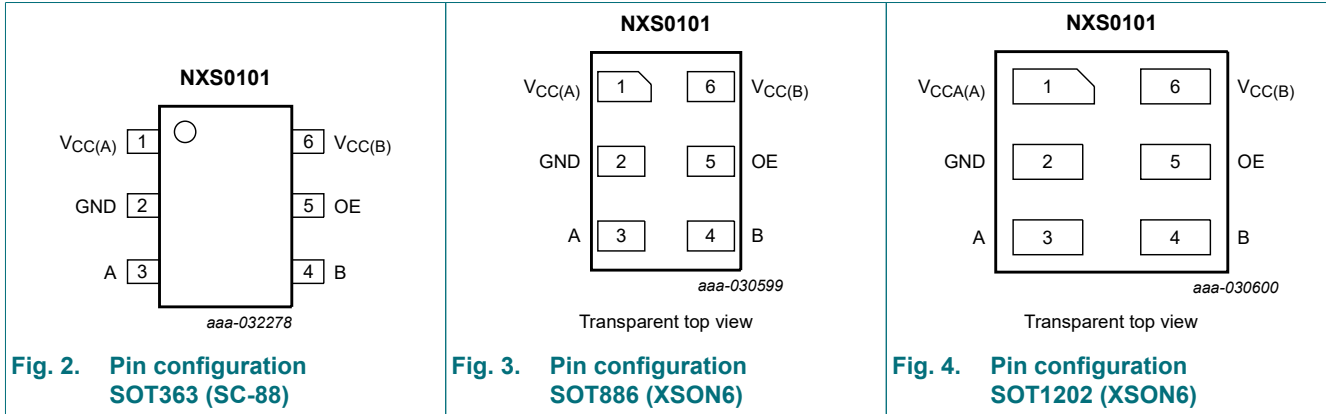 NXS0101
VCC(A) 1 6 VCC(B)
GND 2 5 OE
A 3 4 B
aaa-032278
Fig. 2. Pin configuration
SOT363 (SC-88)
NXS0101
VCC(A) 1 6 VCC(B)
GND 2 5 OE
A 3 4 B
aaa-030599
Transparent top view
Fig. 3. Pin configuration
SOT886 (XSON6)
NXS0101
VCCA(A) 1 6 VCC(B)
GND 2 5 OE
A 3 4 B
aaa-030600
Transparent top view
Fig. 4. Pin configuration
SOT1202 (XSON6)